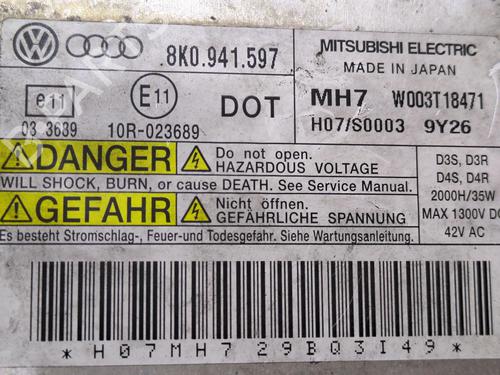 8K0.941.597
MITSUBISHI ELECTRIC
MADE IN JAPAN
e11
E11
DOT
MH7 W003T18471
03 3639
10R-023689
H07/S0003 9Y26
DANGER
Do not open.
HAZARDOUS VOLTAGE
WILL SHOCK, BURN, or cause DEATH. See Service Manual.
GEFAHR
Nicht öffnen.
GEFÄHRLICHE SPANNUNG
Es besteht Stromschlag-, Feuer-und Todesgefahr. Siehe Wartungsanleitung.
D3S, D3R
D4S, D4R
2000H/35W
MAX 1300V DC
42V AC
*H07MH729BQ3I49*